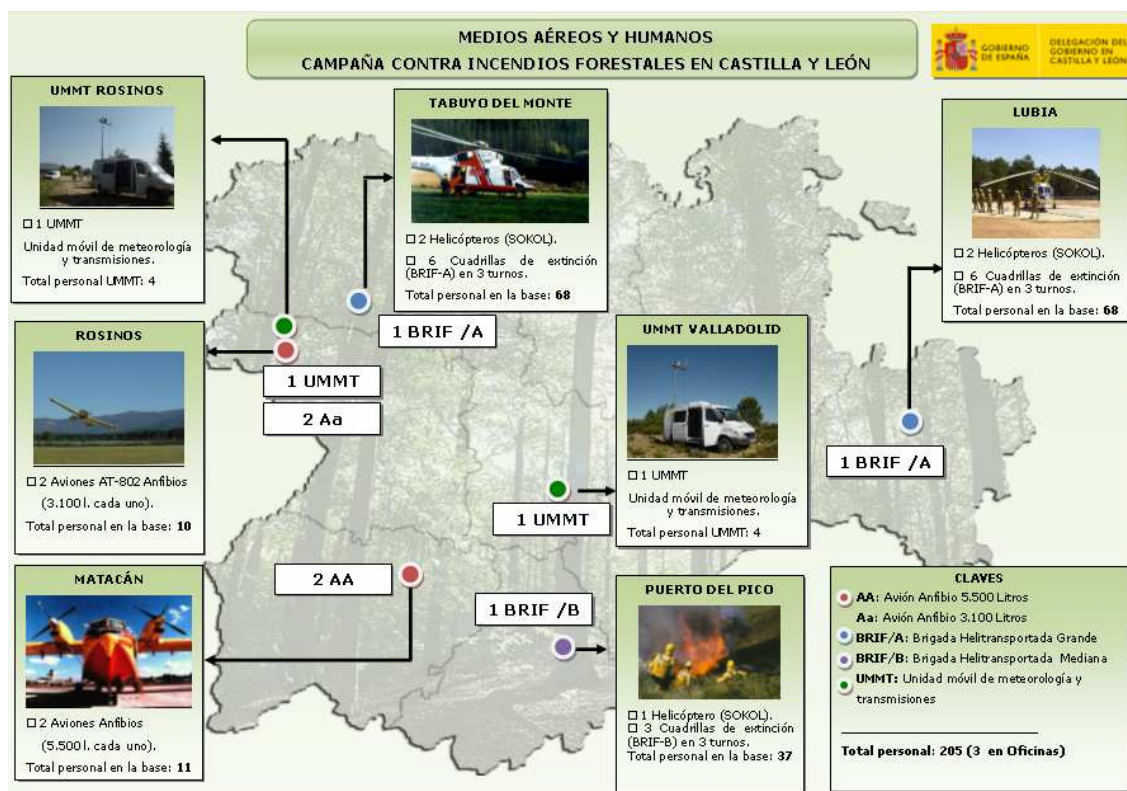 MEDIOS AÉREOS Y HUMANOS
CAMPAÑA CONTRA INCENDIOS FORESTALES EN CASTILLA Y LEÓN
GOBIERNO
DE ESPAÑA
DELEGACIÓN DEL
GOBIERNO EN
CASTILLA Y LEÓN
UMMT ROSINOS
1 UMMT
Unidad móvil de meteorología
y transmisiones.
Total personal UMMT: 4
TABUYO DEL MONTE
2 Helicópteros (SOKOL).
6 Cuadrillas de extinción
(BRIF-A) en 3 turnos.
Total personal en la base: 68
LUBIA
2 Helicópteros (SOKOL).
6 Cuadrillas de extinción
(BRIF-A) en 3 turnos.
Total personal en la base: 68
1 BRIF /A
ROSINOS
2 Aviones AT-802 Anfibios
(3.100 l. cada uno).
Total personal en la base: 10
1 UMMT
2 Aa
UMMT VALLADOLID
1 UMMT
Unidad móvil de meteorología
y transmisiones.
Total personal UMMT: 4
1 BRIF /A
1 UMMT
MATACÁN
2 Aviones Anfibios
(5.500 l. cada uno).
Total personal en la base: 11
2 AA
1 BRIF /B
PUERTO DEL PICO
1 Helicóptero (SOKOL).
3 Cuadrillas de extinción
(BRIF-B) en 3 turnos.
Total personal en la base: 37
CLAVES
AA: Avión Anfibio 5.500 Litros
Aa: Avión Anfibio 3.100 Litros
BRIF/A: Brigada Helitransportada Grande
BRIF/B: Brigada Helitransportada Mediana
UMMT: Unidad móvil de meteorología y
transmisiones
Total personal: 205 (3 en Oficinas)